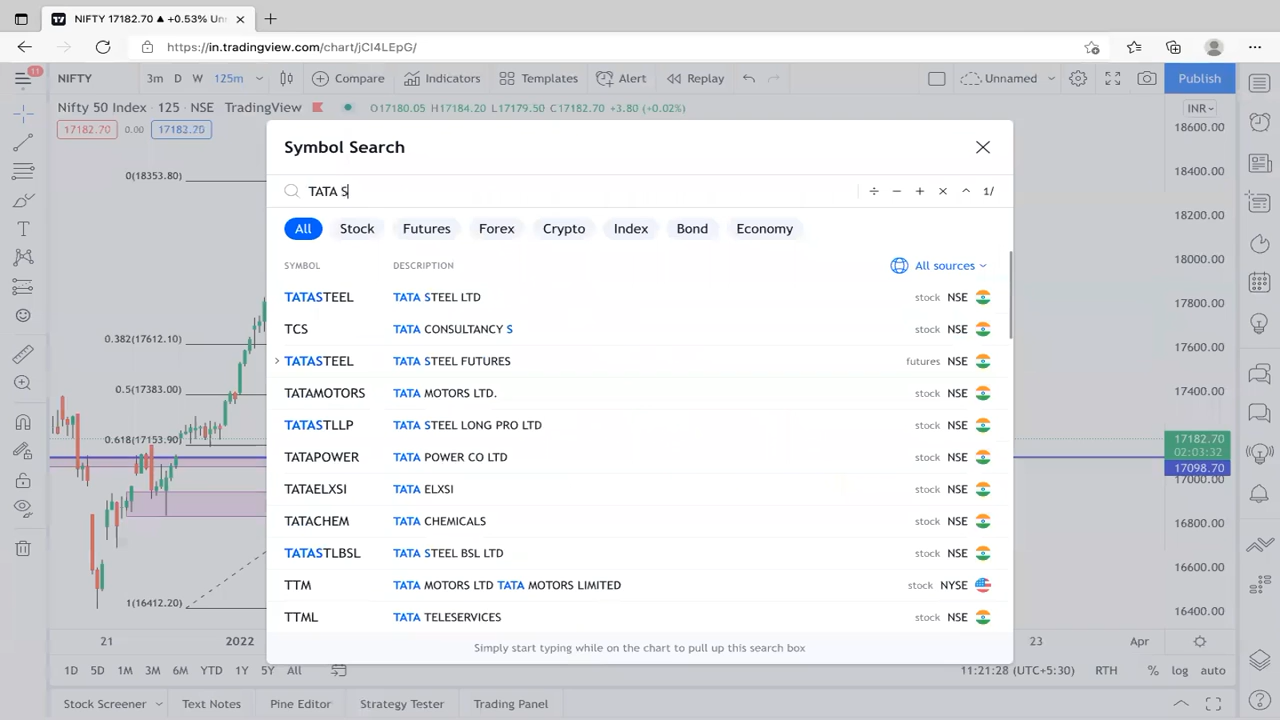 NIFTY 17182.70 ▲ +0.53% Un
https://in.tradingview.com/chart/jCI4LEpG/
11
NIFTY 3m D W 125m Compare Indicators Templates Alert Replay Unnamed Publish
Nifty 50 Index · 125 · NSE TradingView O17180.05 H17184.20 L17179.50 C17182.70 +3.80 (+0.02%) INR
17182.70 0.00 17182.70
Symbol Search
TATA S
1/
All Stock Futures Forex Crypto Index Bond Economy
SYMBOL DESCRIPTION All sources
TATASTEEL TATA STEEL LTD stock NSE
TCS TATA CONSULTANCY S stock NSE
TATASTEEL TATA STEEL FUTURES futures NSE
TATAMOTORS TATA MOTORS LTD. stock NSE
TATASTLLP TATA STEEL LONG PRO LTD stock NSE
TATAPOWER TATA POWER CO LTD stock NSE
TATAELXSI TATA ELXSI stock NSE
TATACHEM TATA CHEMICALS stock NSE
TATASTLBSL TATA STEEL BSL LTD stock NSE
TTM TATA MOTORS LTD TATA MOTORS LIMITED stock NYSE
TTML TATA TELESERVICES stock NSE
Simply start typing while on the chart to pull up this search box
0(18353.80)
0.382(17612.10)
0.5(17383.00)
0.618(17153.90)
1(16412.20)
18600.00
18400.00
18200.00
18000.00
17800.00
17600.00
17400.00
17182.70
02:03:32
17098.70
17000.00
16800.00
16600.00
16400.00
21 2022 23 Apr
1D 5D 1M 3M 6M YTD 1Y 5Y All 11:21:28 (UTC+5:30) RTH % log auto
Stock Screener Text Notes Pine Editor Strategy Tester Trading Panel